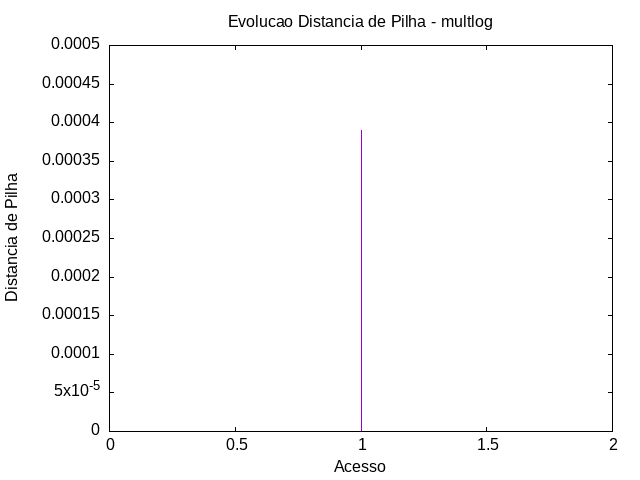 Evolucao Distancia de Pilha - multlog
0.0005
0.00045
0.0004
0.00035
0.0003
0.00025
0.0002
0.00015
0.0001
5x10-5
0
Distancia de Pilha
0 0.5 1 1.5 2
Acesso